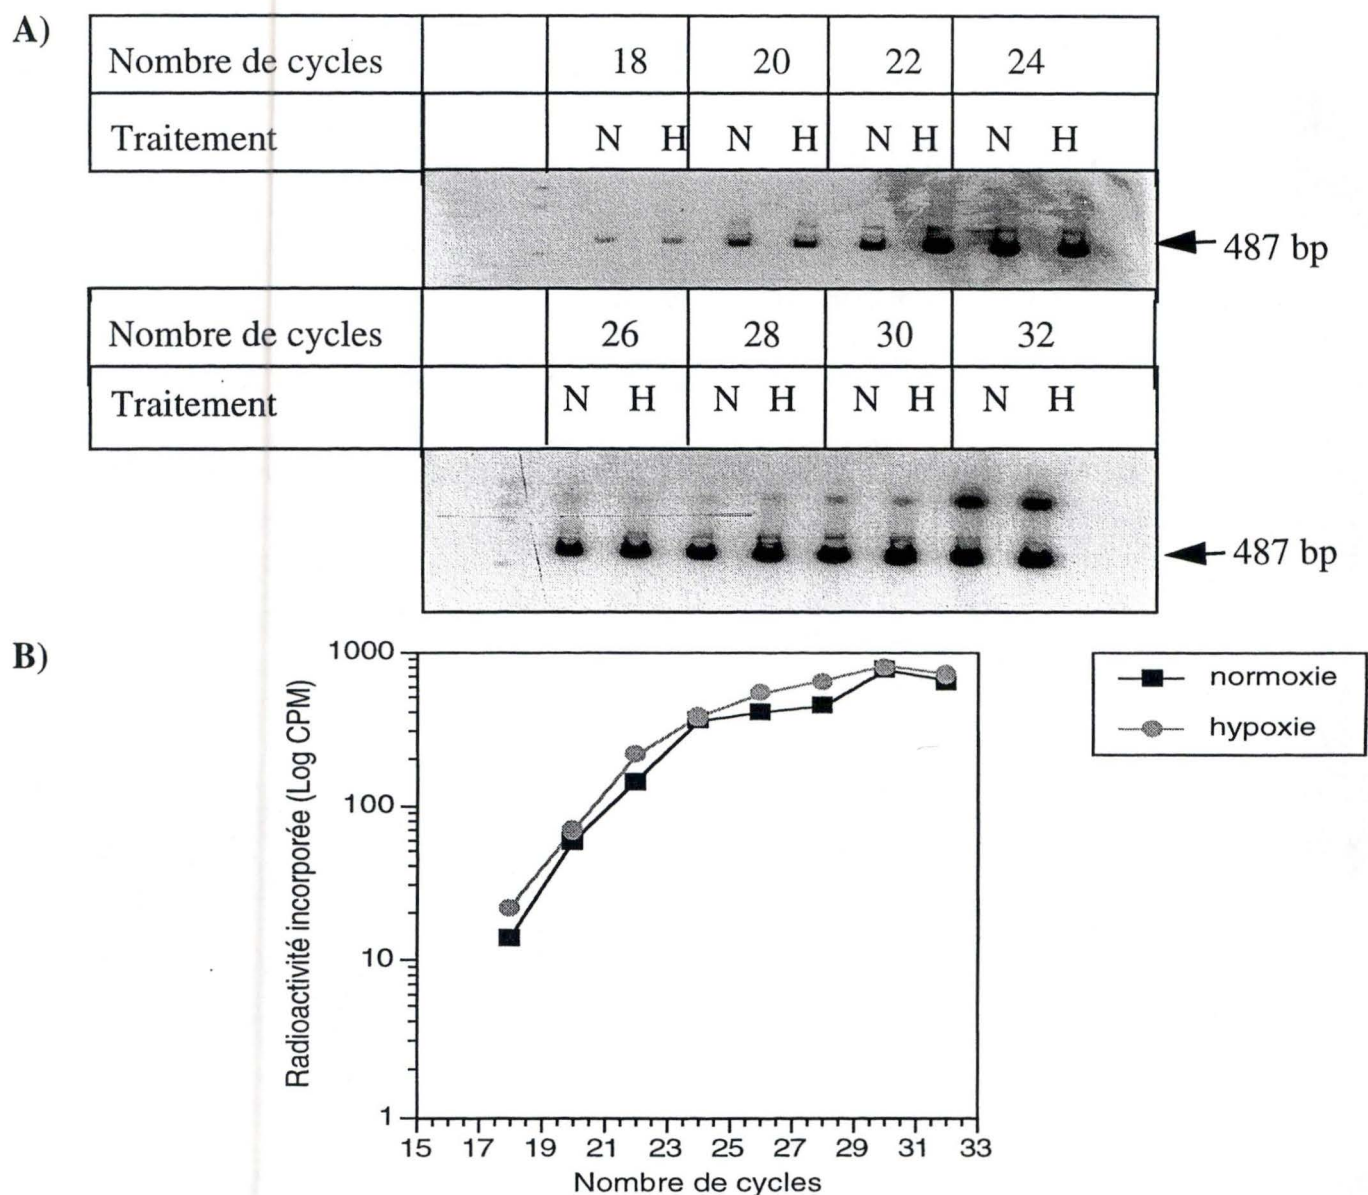 A)
Nombre de cycles 18 20 22 24
Traitement N H N H N H N H
487 bp
Nombre de cycles 26 28 30 32
Traitement N H N H N H N H
487 bp
B)
1000
100
10
1
Radioactivité incorporée (Log CPM)
15 17 19 21 23 25 27 29 31 33
Nombre de cycles
normoxie
hypoxie